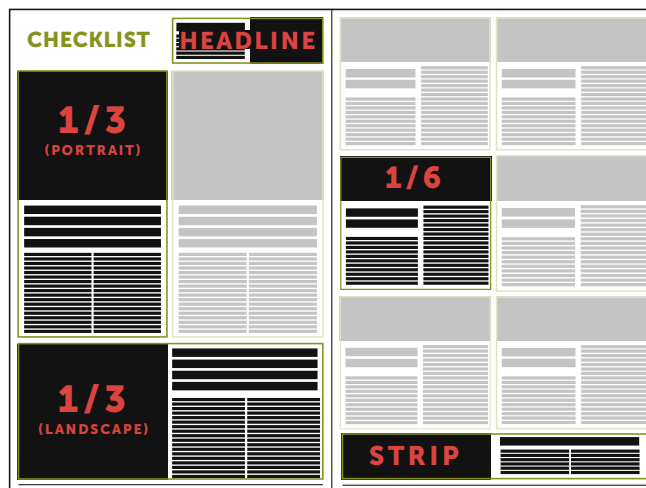 CHECKLIST
HEADLINE
1/3
(PORTRAIT)
1/3
(LANDSCAPE)
1/6
STRIP